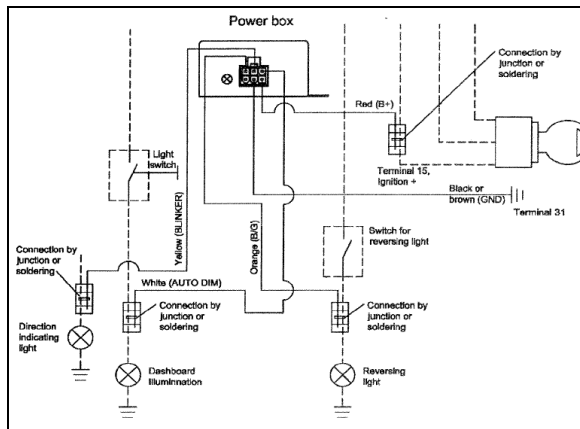 Power box
Connection by
junction or
soldering
Red (B+)
Light
switch
Terminal 15,
Ignition +
Black or
brown (GND)
Terminal 31
Yellow (BLINKER)
Orange (B/G)
Switch for
reversing light
Connection by
junction or
soldering
White (AUTO DIM)
Connection by
junction or
soldering
Connection by
junction or
soldering
Direction
indicating
light
Dashboard
Illumination
Reversing
light